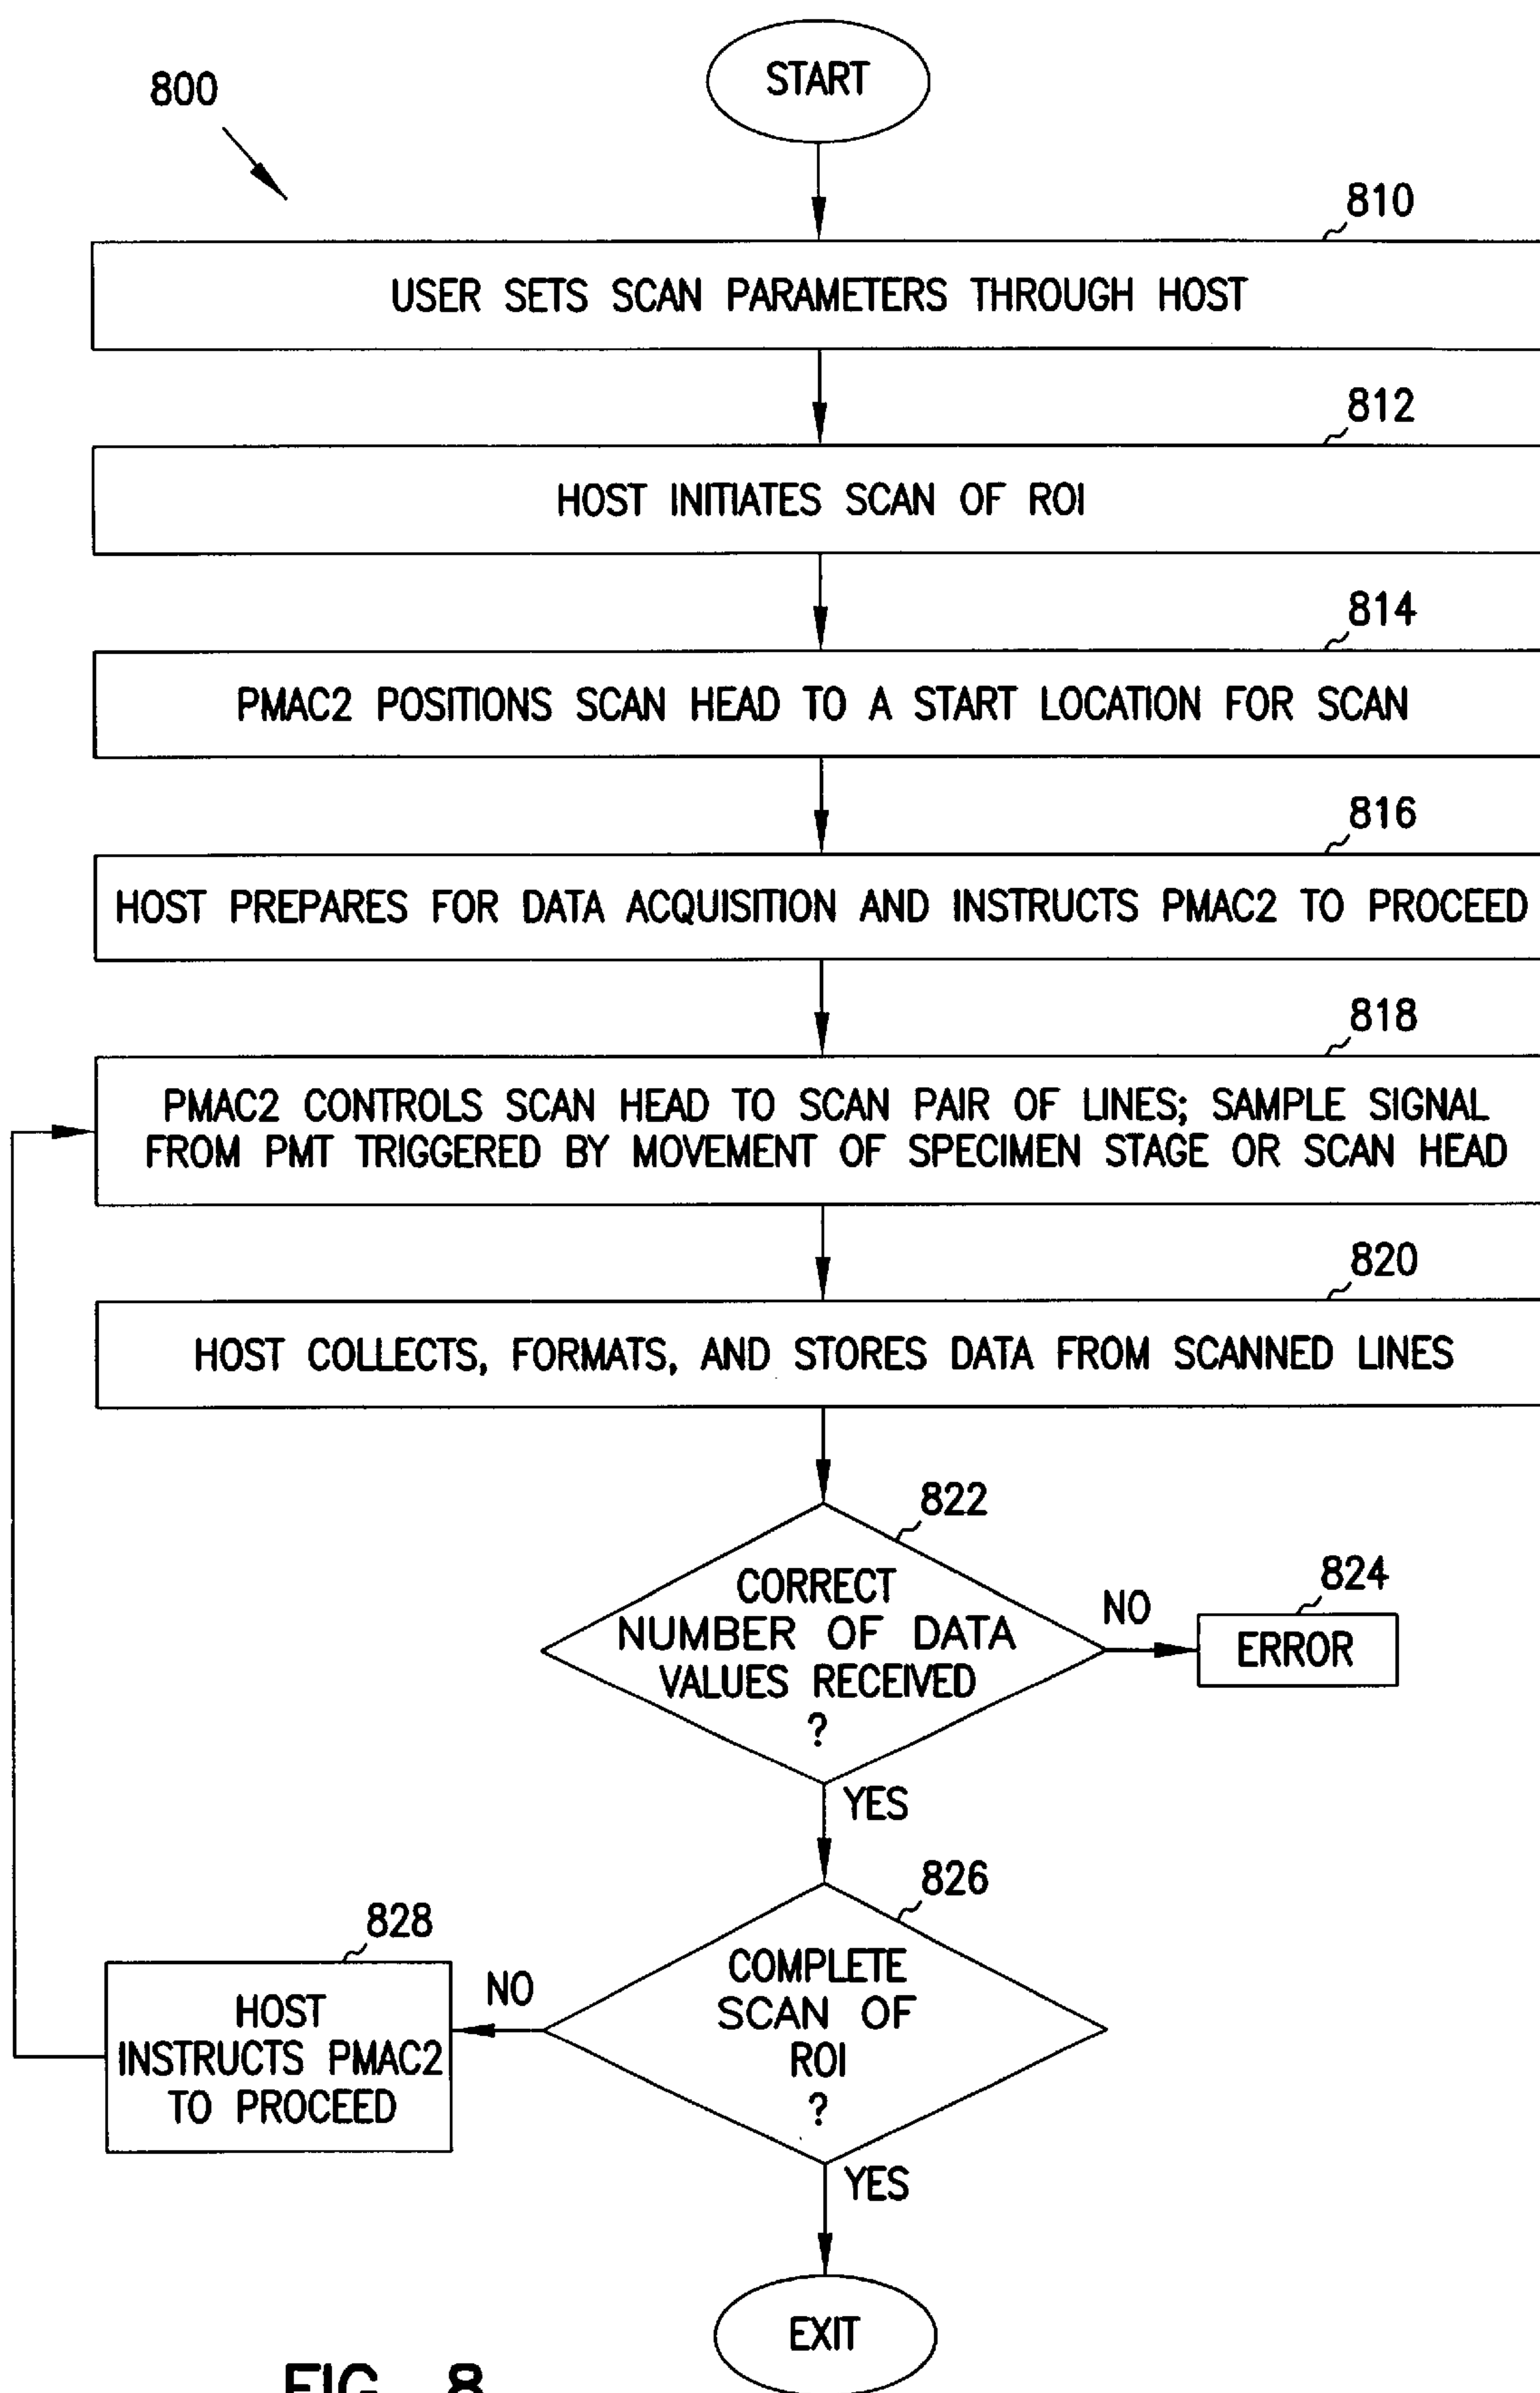 START
800
810
USER SETS SCAN PARAMETERS THROUGH HOST
812
HOST INITIATES SCAN OF ROI
814
PMAC2 POSITIONS SCAN HEAD TO A START LOCATION FOR SCAN
816
HOST PREPARES FOR DATA ACQUISITION AND INSTRUCTS PMAC2 TO PROCEED
818
PMAC2 CONTROLS SCAN HEAD TO SCAN PAIR OF LINES; SAMPLE SIGNAL
FROM PMT TRIGGERED BY MOVEMENT OF SPECIMEN STAGE OR SCAN HEAD
820
HOST COLLECTS, FORMATS, AND STORES DATA FROM SCANNED LINES
822
CORRECT
NUMBER OF DATA
VALUES RECEIVED
?
NO
824
ERROR
YES
826
COMPLETE
SCAN OF
ROI
?
NO
828
HOST
INSTRUCTS PMAC2
TO PROCEED
YES
EXIT
FIG. 8